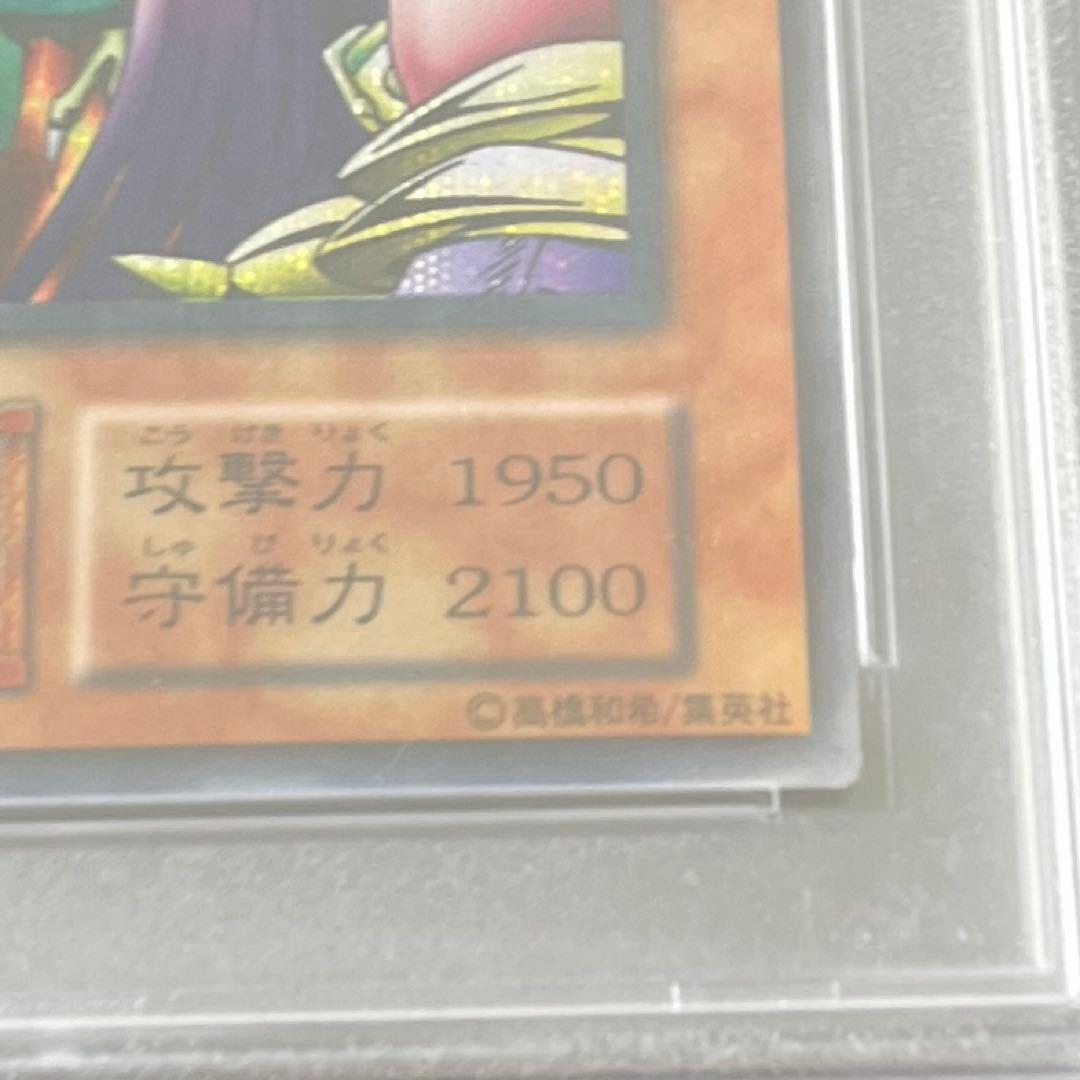 こう げき りょく
攻撃力 1950
しゅ び りょく
守備力 2100
©高橋和希/集英社